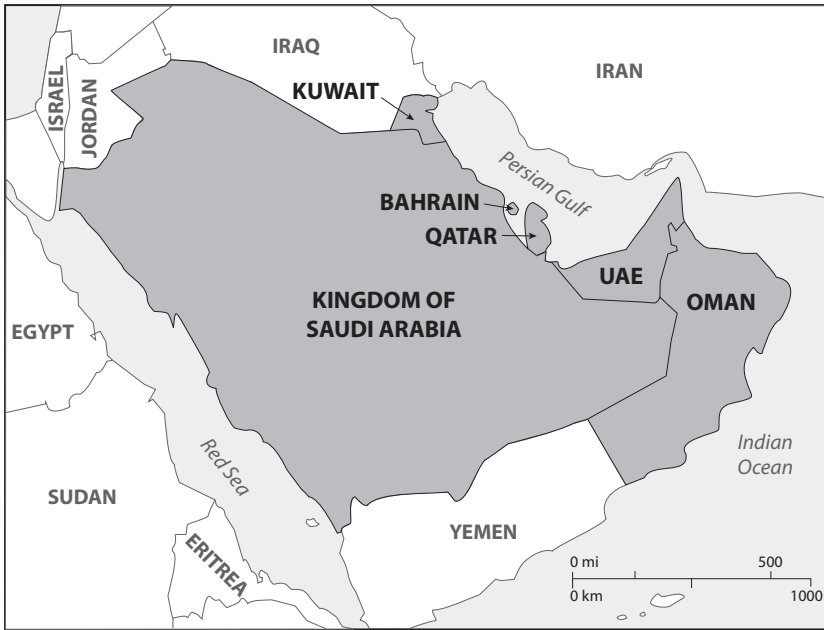 IRAQ
IRAN
KUWAIT
ISRAEL
JORDAN
Persian Gulf
BAHRAIN
QATAR
UAE
KINGDOM OF
SAUDI ARABIA
OMAN
EGYPT
Red Sea
Indian
Ocean
SUDAN
YEMEN
ERITREA
0 mi 500
0 km 1000